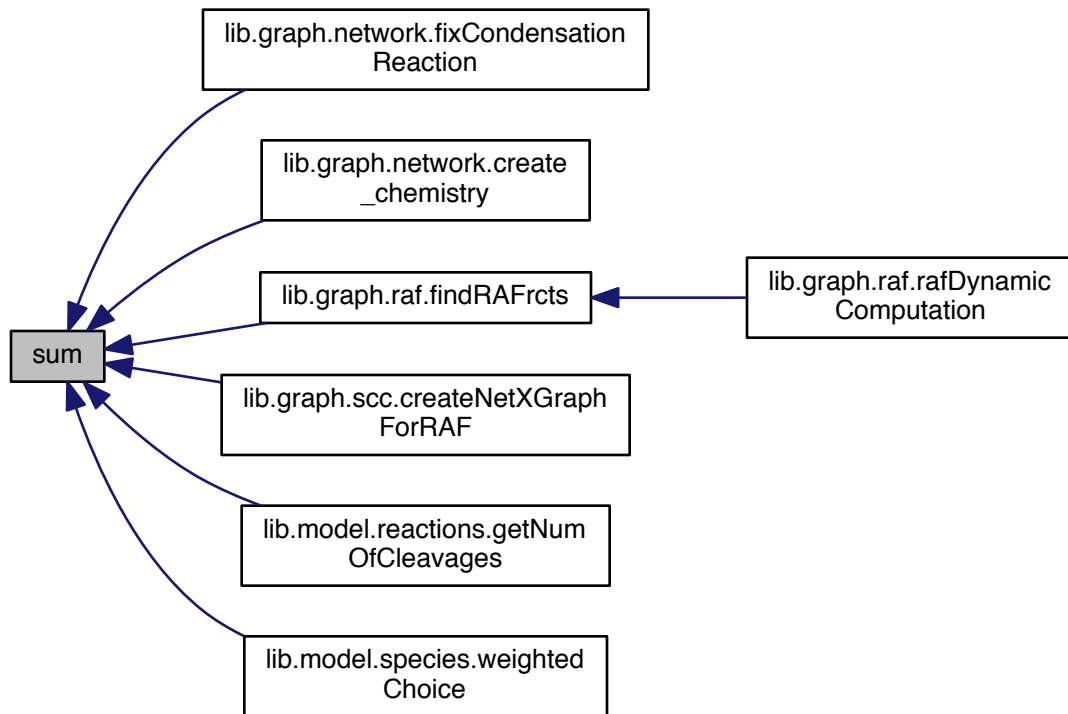 lib.graph.network.fixCondensation
Reaction
lib.graph.network.create
_chemistry
lib.graph.raf.findRAFrcts
lib.graph.raf.rafDynamic
Computation
sum
lib.graph.scc.createNetXGraph
ForRAF
lib.model.reactions.getNum
OfCleavages
lib.model.species.weighted
Choice